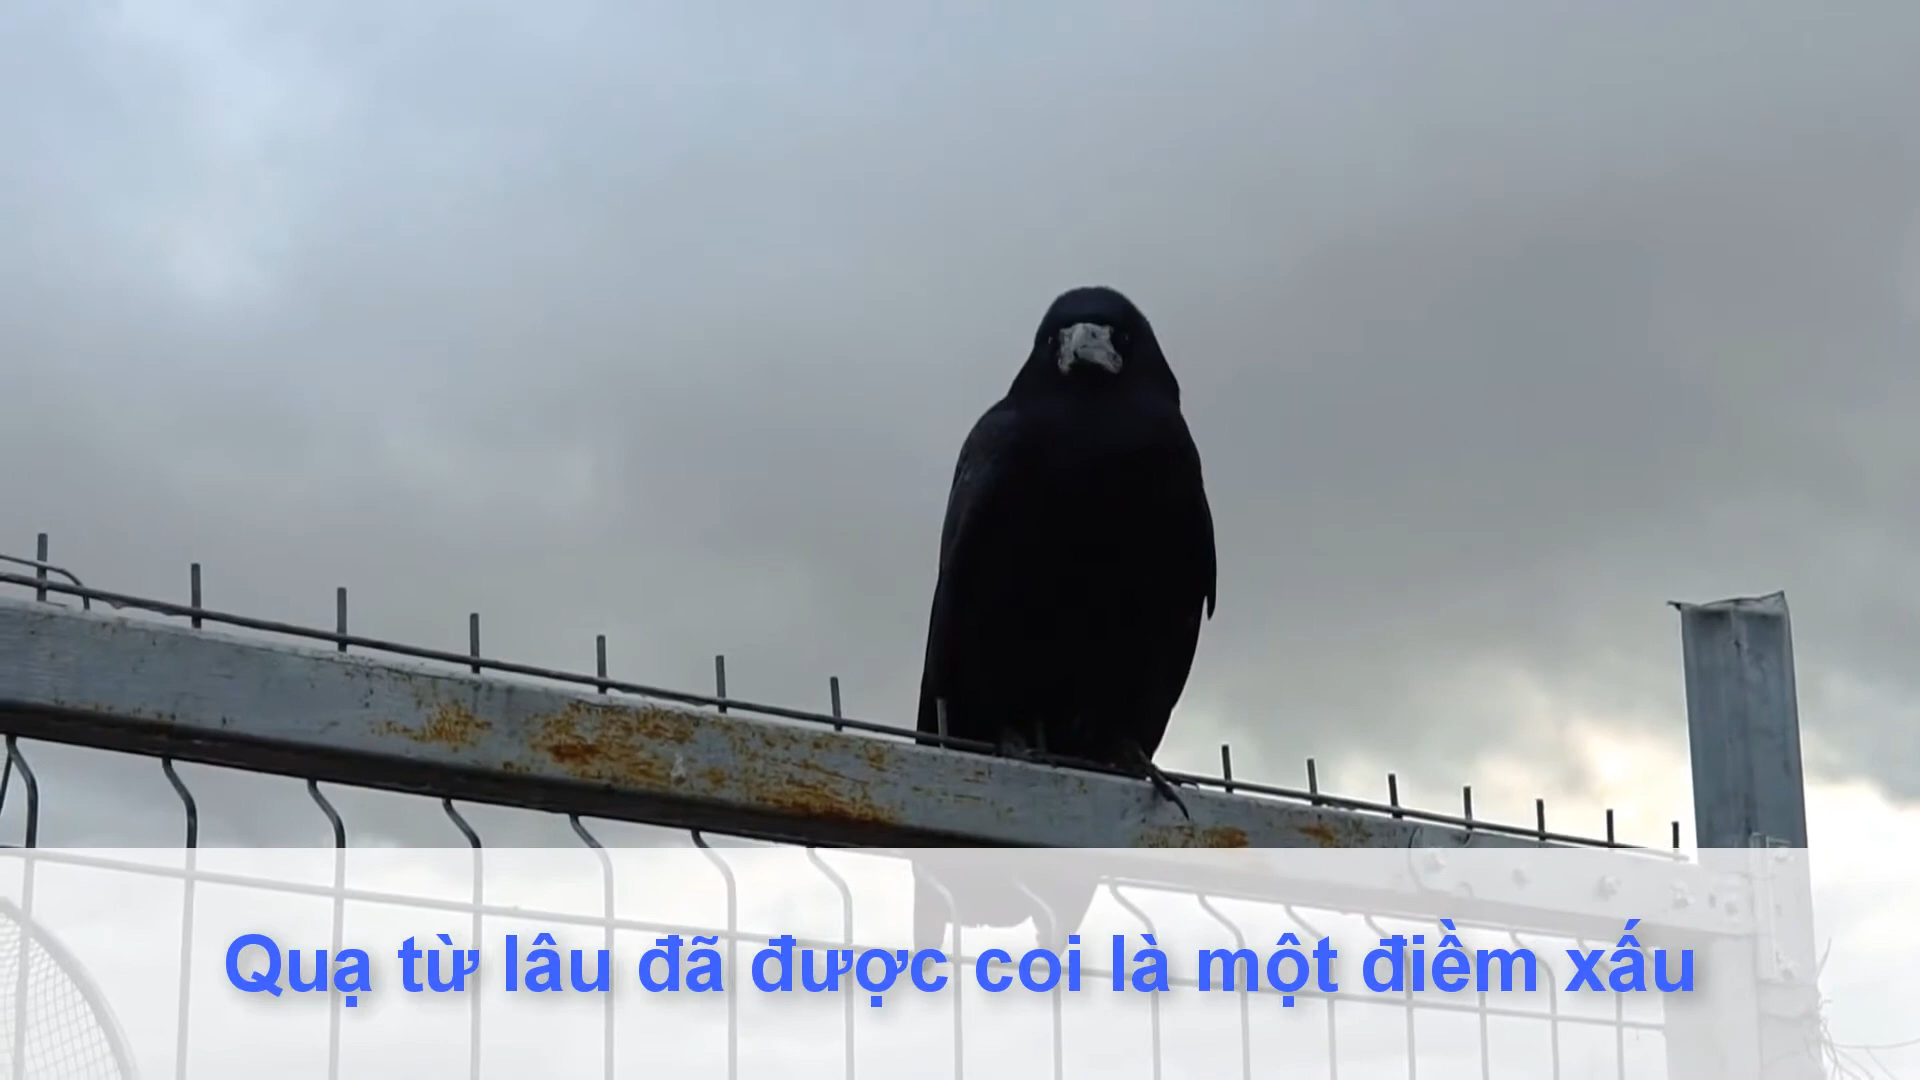 Quạ từ lâu đã được coi là một điềm xấu